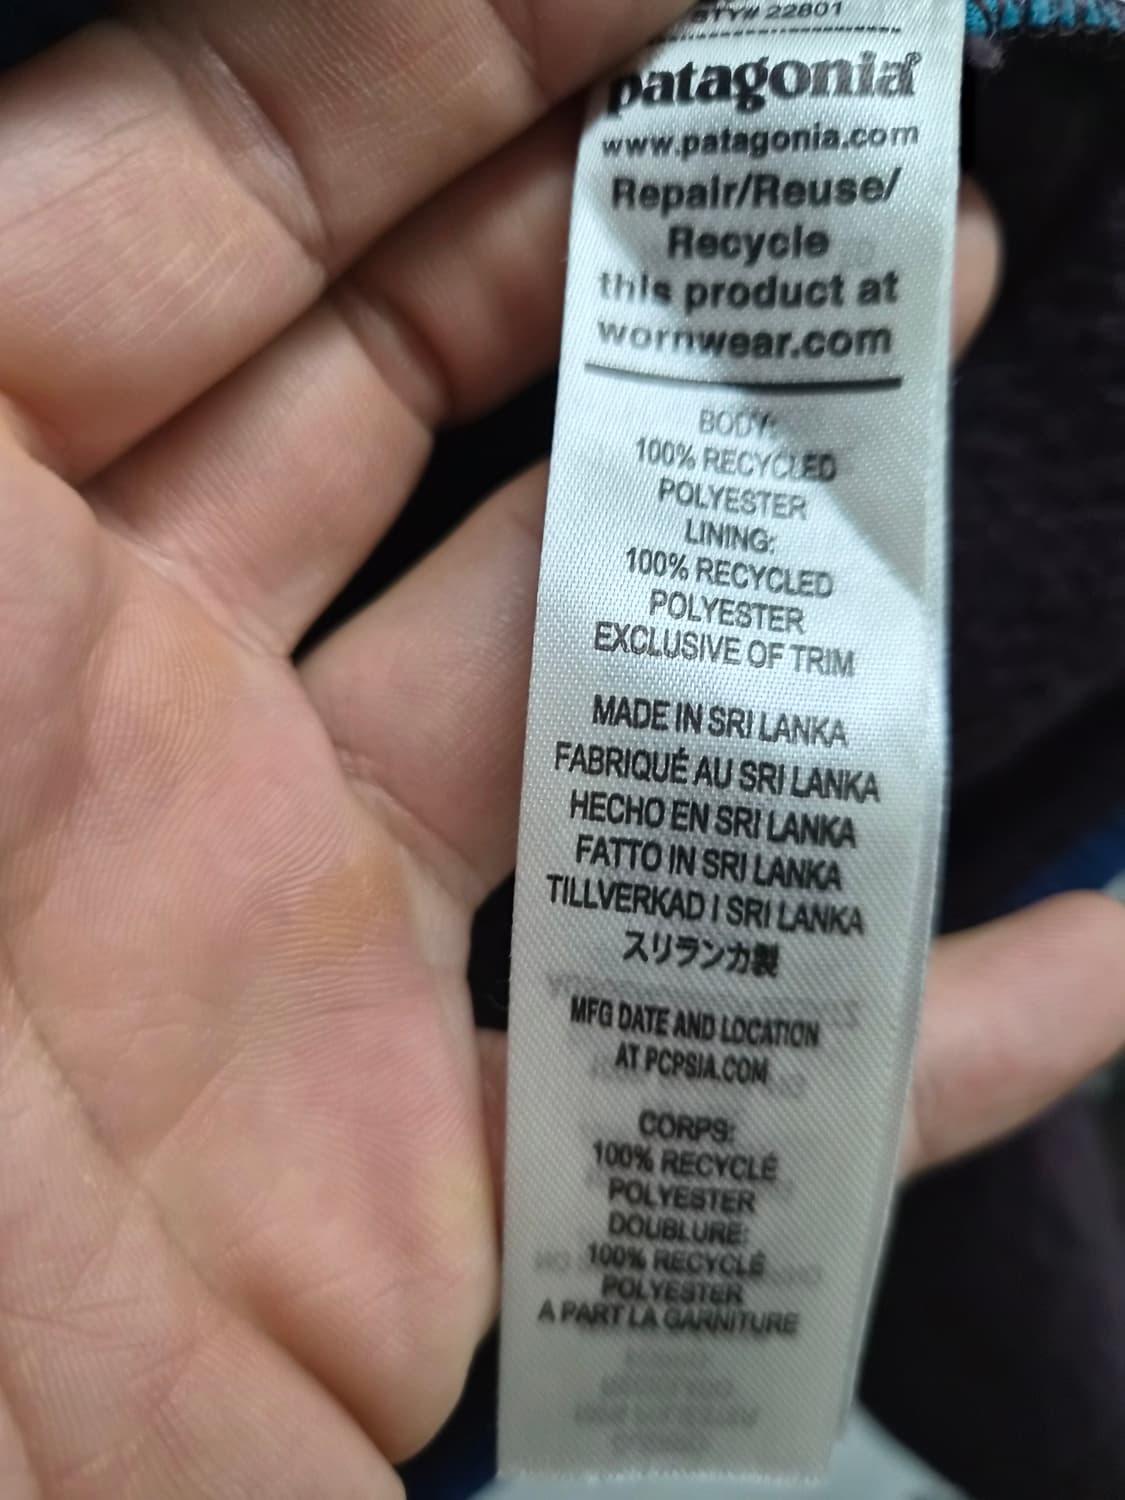 STY# 22801
patagonia®
www.patagonia.com
Repair/Reuse/
Recycle
this product at
wornwear.com
BODY:
100% RECYCLED
POLYESTER
LINING:
100% RECYCLED
POLYESTER
EXCLUSIVE OF TRIM
MADE IN SRI LANKA
FABRIQUÉ AU SRI LANKA
HECHO EN SRI LANKA
FATTO IN SRI LANKA
TILLVERKAD I SRI LANKA
スリランカ製
MFG DATE AND LOCATION
AT PCPSIA.COM
CORPS:
100% RECYCLÉ
POLYESTER
DOUBLURE:
100% RECYCLÉ
POLYESTER
A PART LA GARNITURE